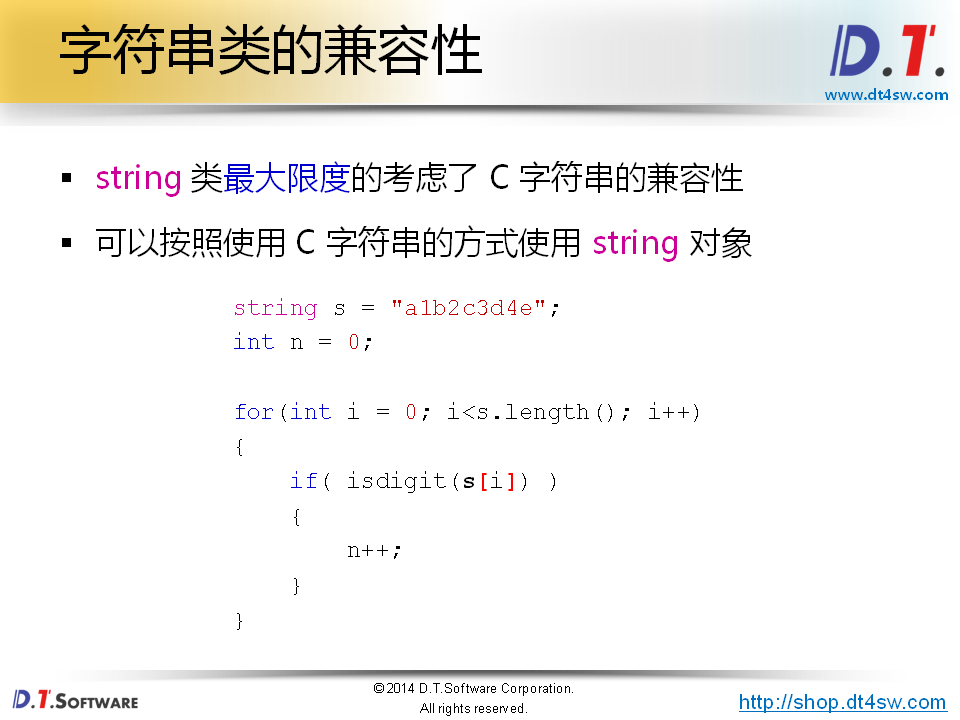 字符串类的兼容性
D.T.
www.dt4sw.com
▪ string 类最大限度的考虑了 C 字符串的兼容性
▪ 可以按照使用 C 字符串的方式使用 string 对象
string s = "a1b2c3d4e";
int n = 0;
for(int i = 0; i<s.length(); i++)
{
    if( isdigit(s[i]) )
    {
        n++;
    }
}
D.T.SOFTWARE
©2014 D.T.Software Corporation.
All rights reserved.
http://shop.dt4sw.com